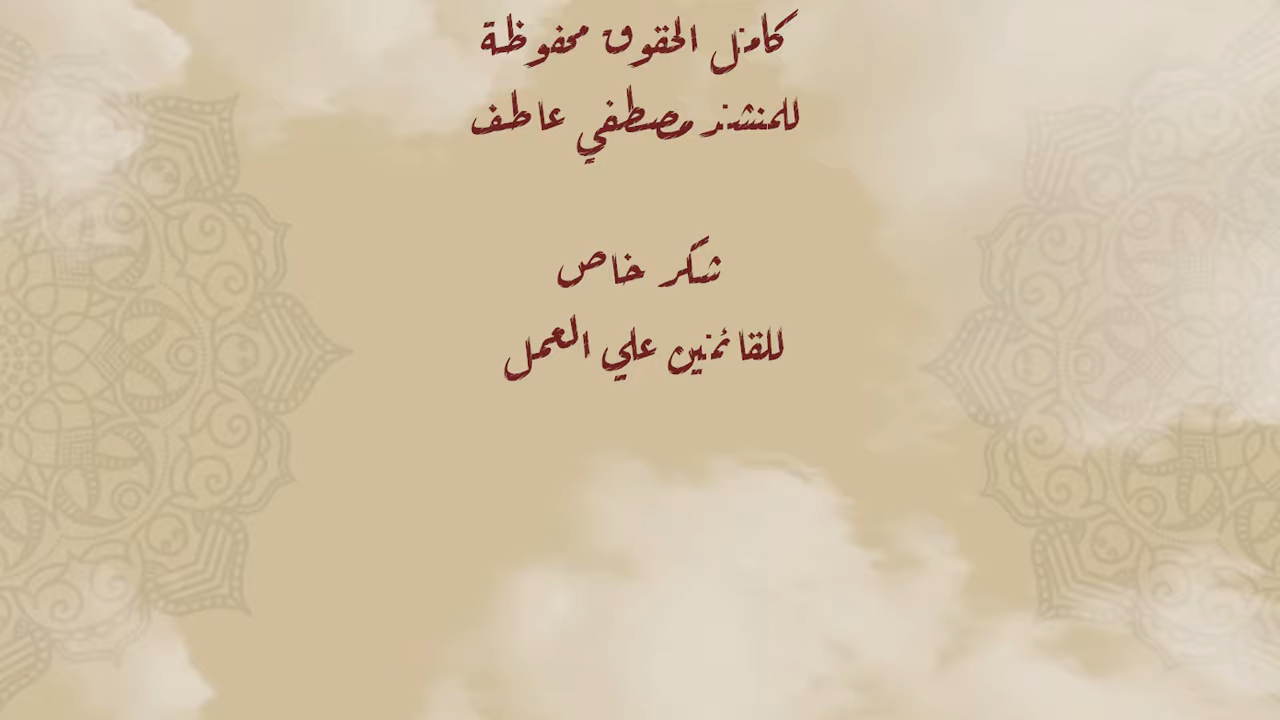 كامل الحقوق محفوظة
للمنشد مصطفي عاطف
شكر خاص
للقائمين علي العمل